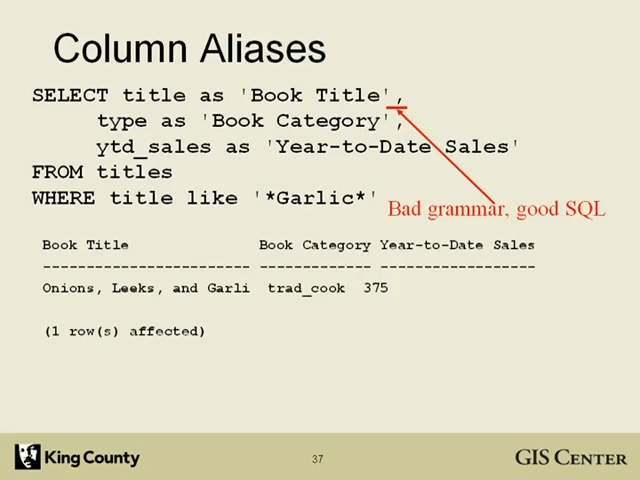 Column Aliases
SELECT title as 'Book Title',
type as 'Book Category',
ytd_sales as 'Year-to-Date Sales'
FROM titles
WHERE title like '*Garlic*'
Bad grammar, good SQL
Book Title Book Category Year-to-Date Sales
------------------------ ------------- ------------------
Onions, Leeks, and Garli trad_cook 375
(1 row(s) affected)
King County
37
GIS CENTER